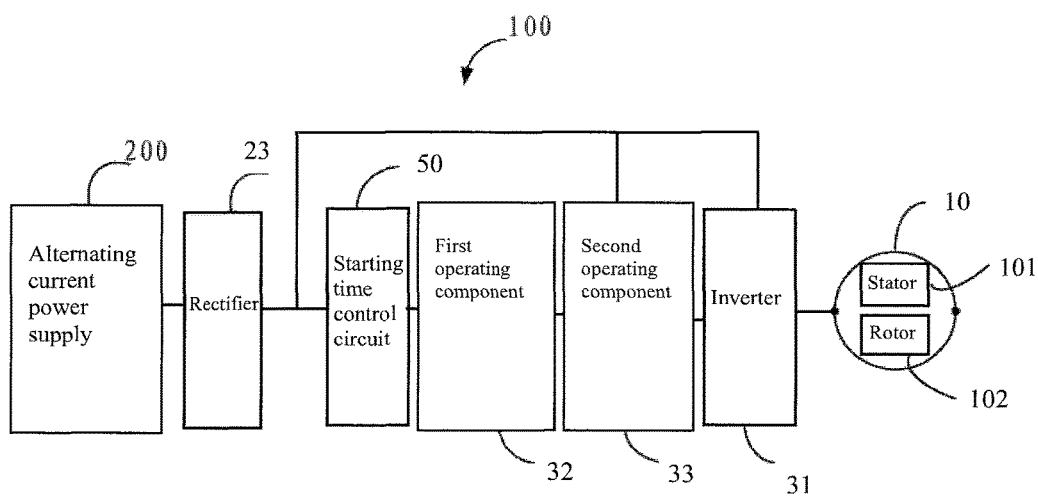 100
200
23
50
10
101
102
Alternating
current
power
supply
Rectifier
Starting
time
control
circuit
First
operating
component
Second
operating
component
Inverter
Stator
Rotor
32
33
31